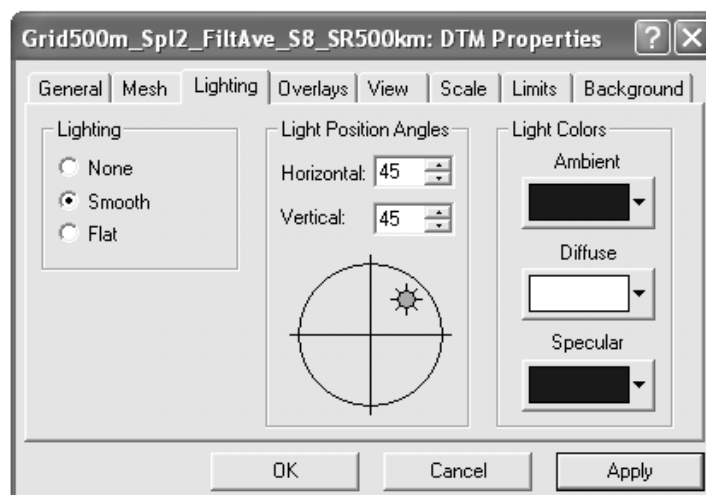 Grid500m_Spl2_FiltAve_S8_SR500km: DTM Properties
General Mesh Lighting Overlays View Scale Limits Background
Lighting
None
Smooth
Flat
Light Position Angles
Horizontal: 45
Vertical: 45
Light Colors
Ambient
Diffuse
Specular
OK Cancel Apply